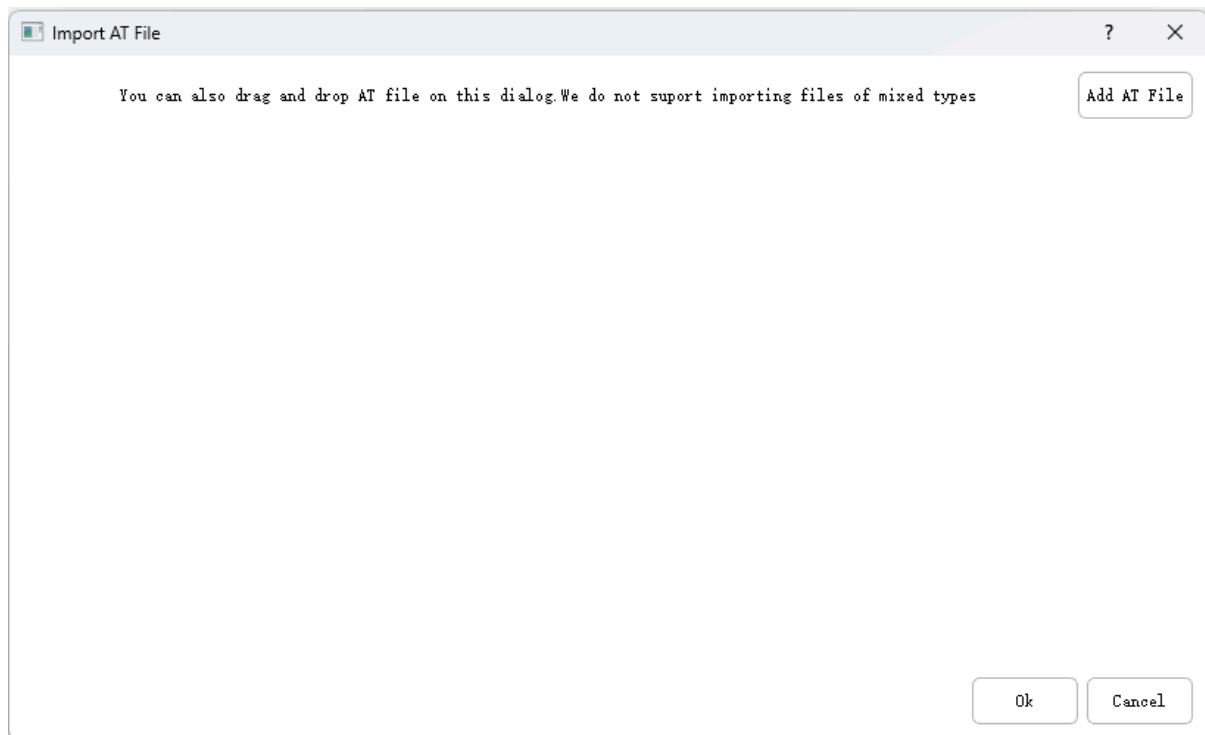 Import AT File
?
You can also drag and drop AT file on this dialog.We do not suport importing files of mixed types
Add AT File
Ok
Cancel